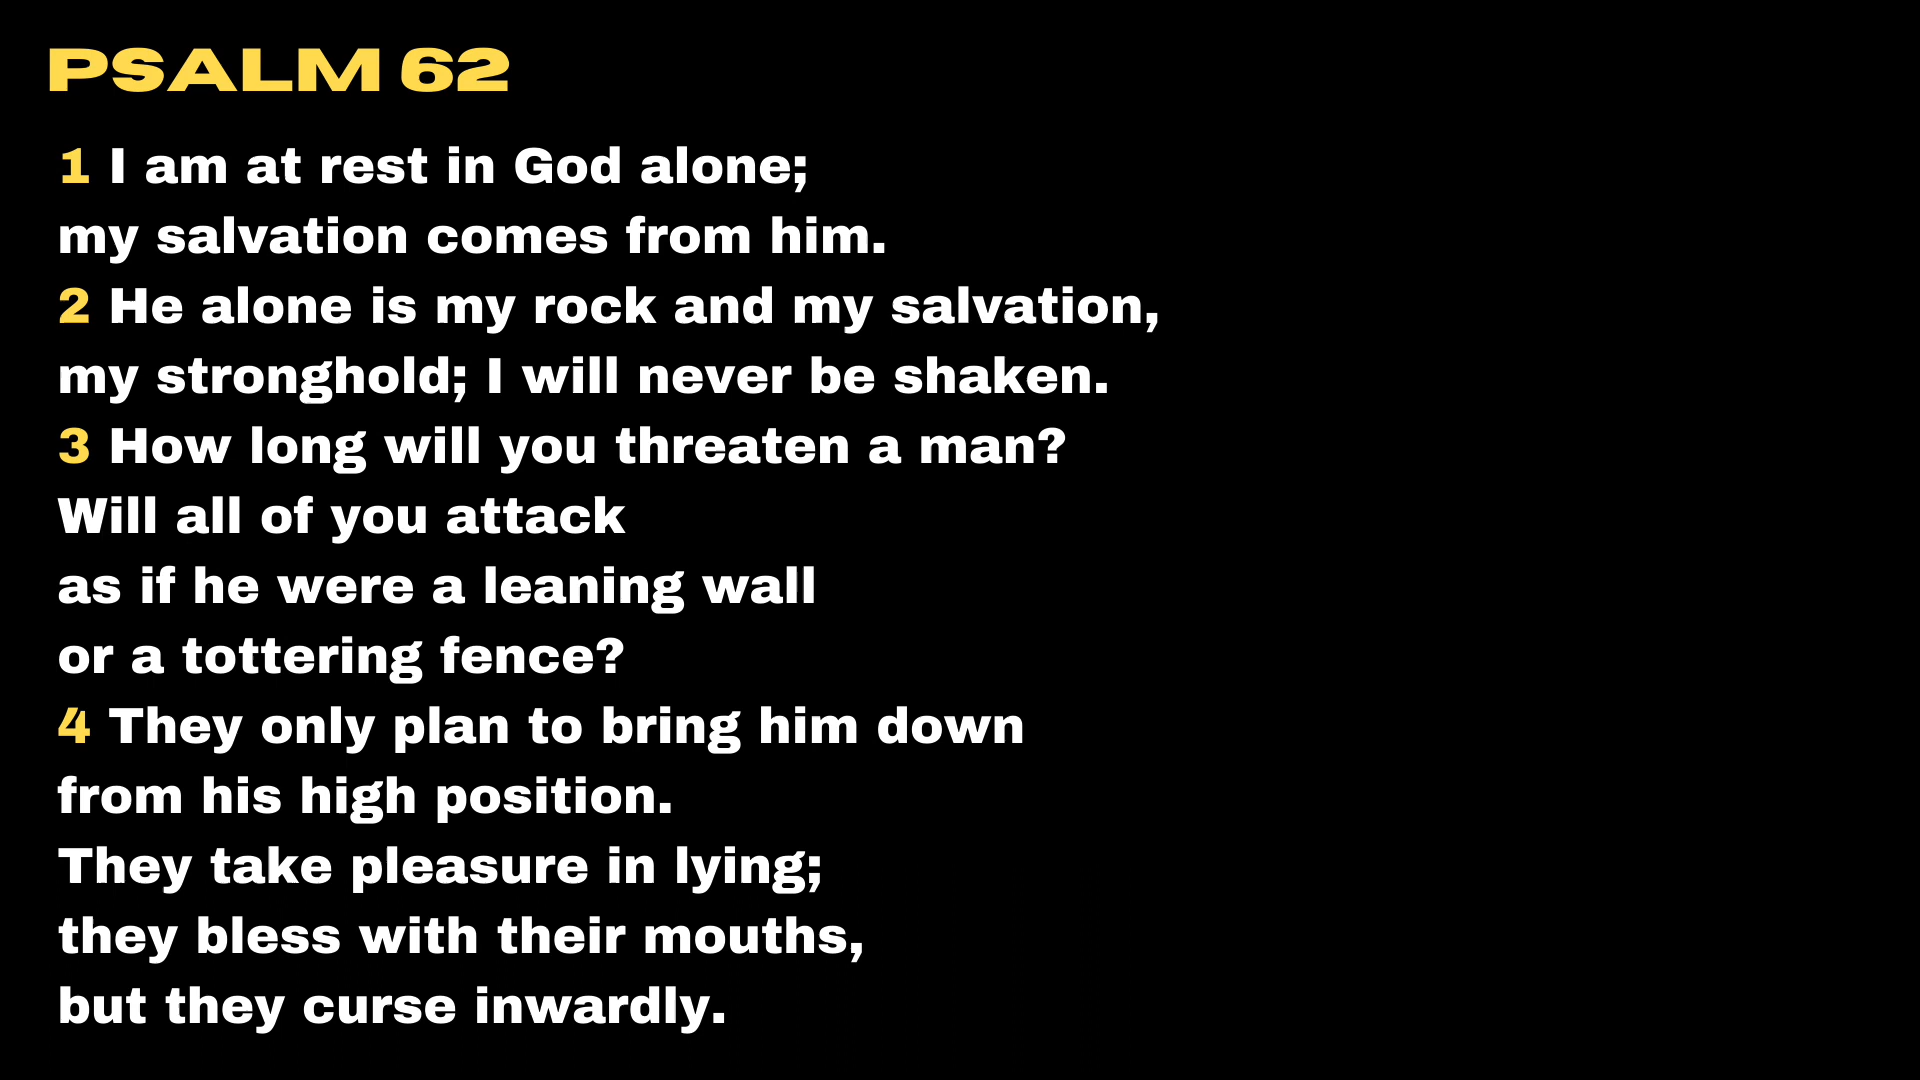 PSALM 62
1 I am at rest in God alone;
my salvation comes from him.
2 He alone is my rock and my salvation,
my stronghold; I will never be shaken.
3 How long will you threaten a man?
Will all of you attack
as if he were a leaning wall
or a tottering fence?
4 They only plan to bring him down
from his high position.
They take pleasure in lying;
they bless with their mouths,
but they curse inwardly.